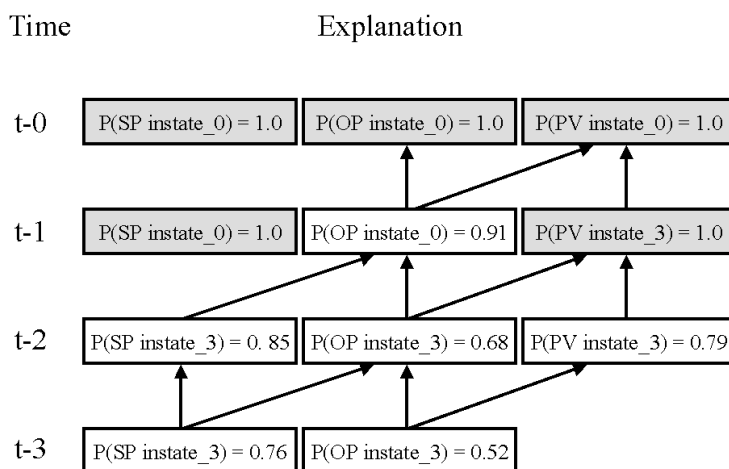 Time Explanation
t-0 P(SP instate_0) = 1.0 P(OP instate_0) = 1.0 P(PV instate_0) = 1.0
t-1 P(SP instate_0) = 1.0 P(OP instate_0) = 0.91 P(PV instate_3) = 1.0
t-2 P(SP instate_3) = 0. 85 P(OP instate_3) = 0.68 P(PV instate_3) = 0.79
t-3 P(SP instate_3) = 0.76 P(OP instate_3) = 0.52